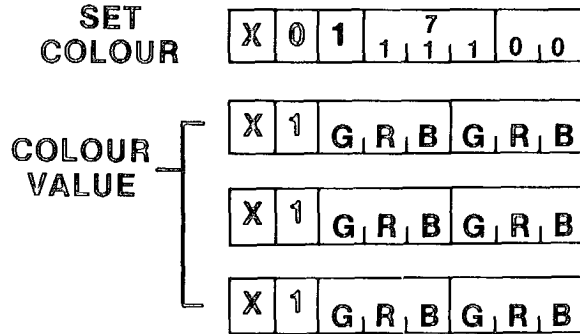 SET
COLOUR
X 0 1 7
1 1 1 0 0
COLOUR
VALUE
X 1 G R B G R B
X 1 G R B G R B
X 1 G R B G R B